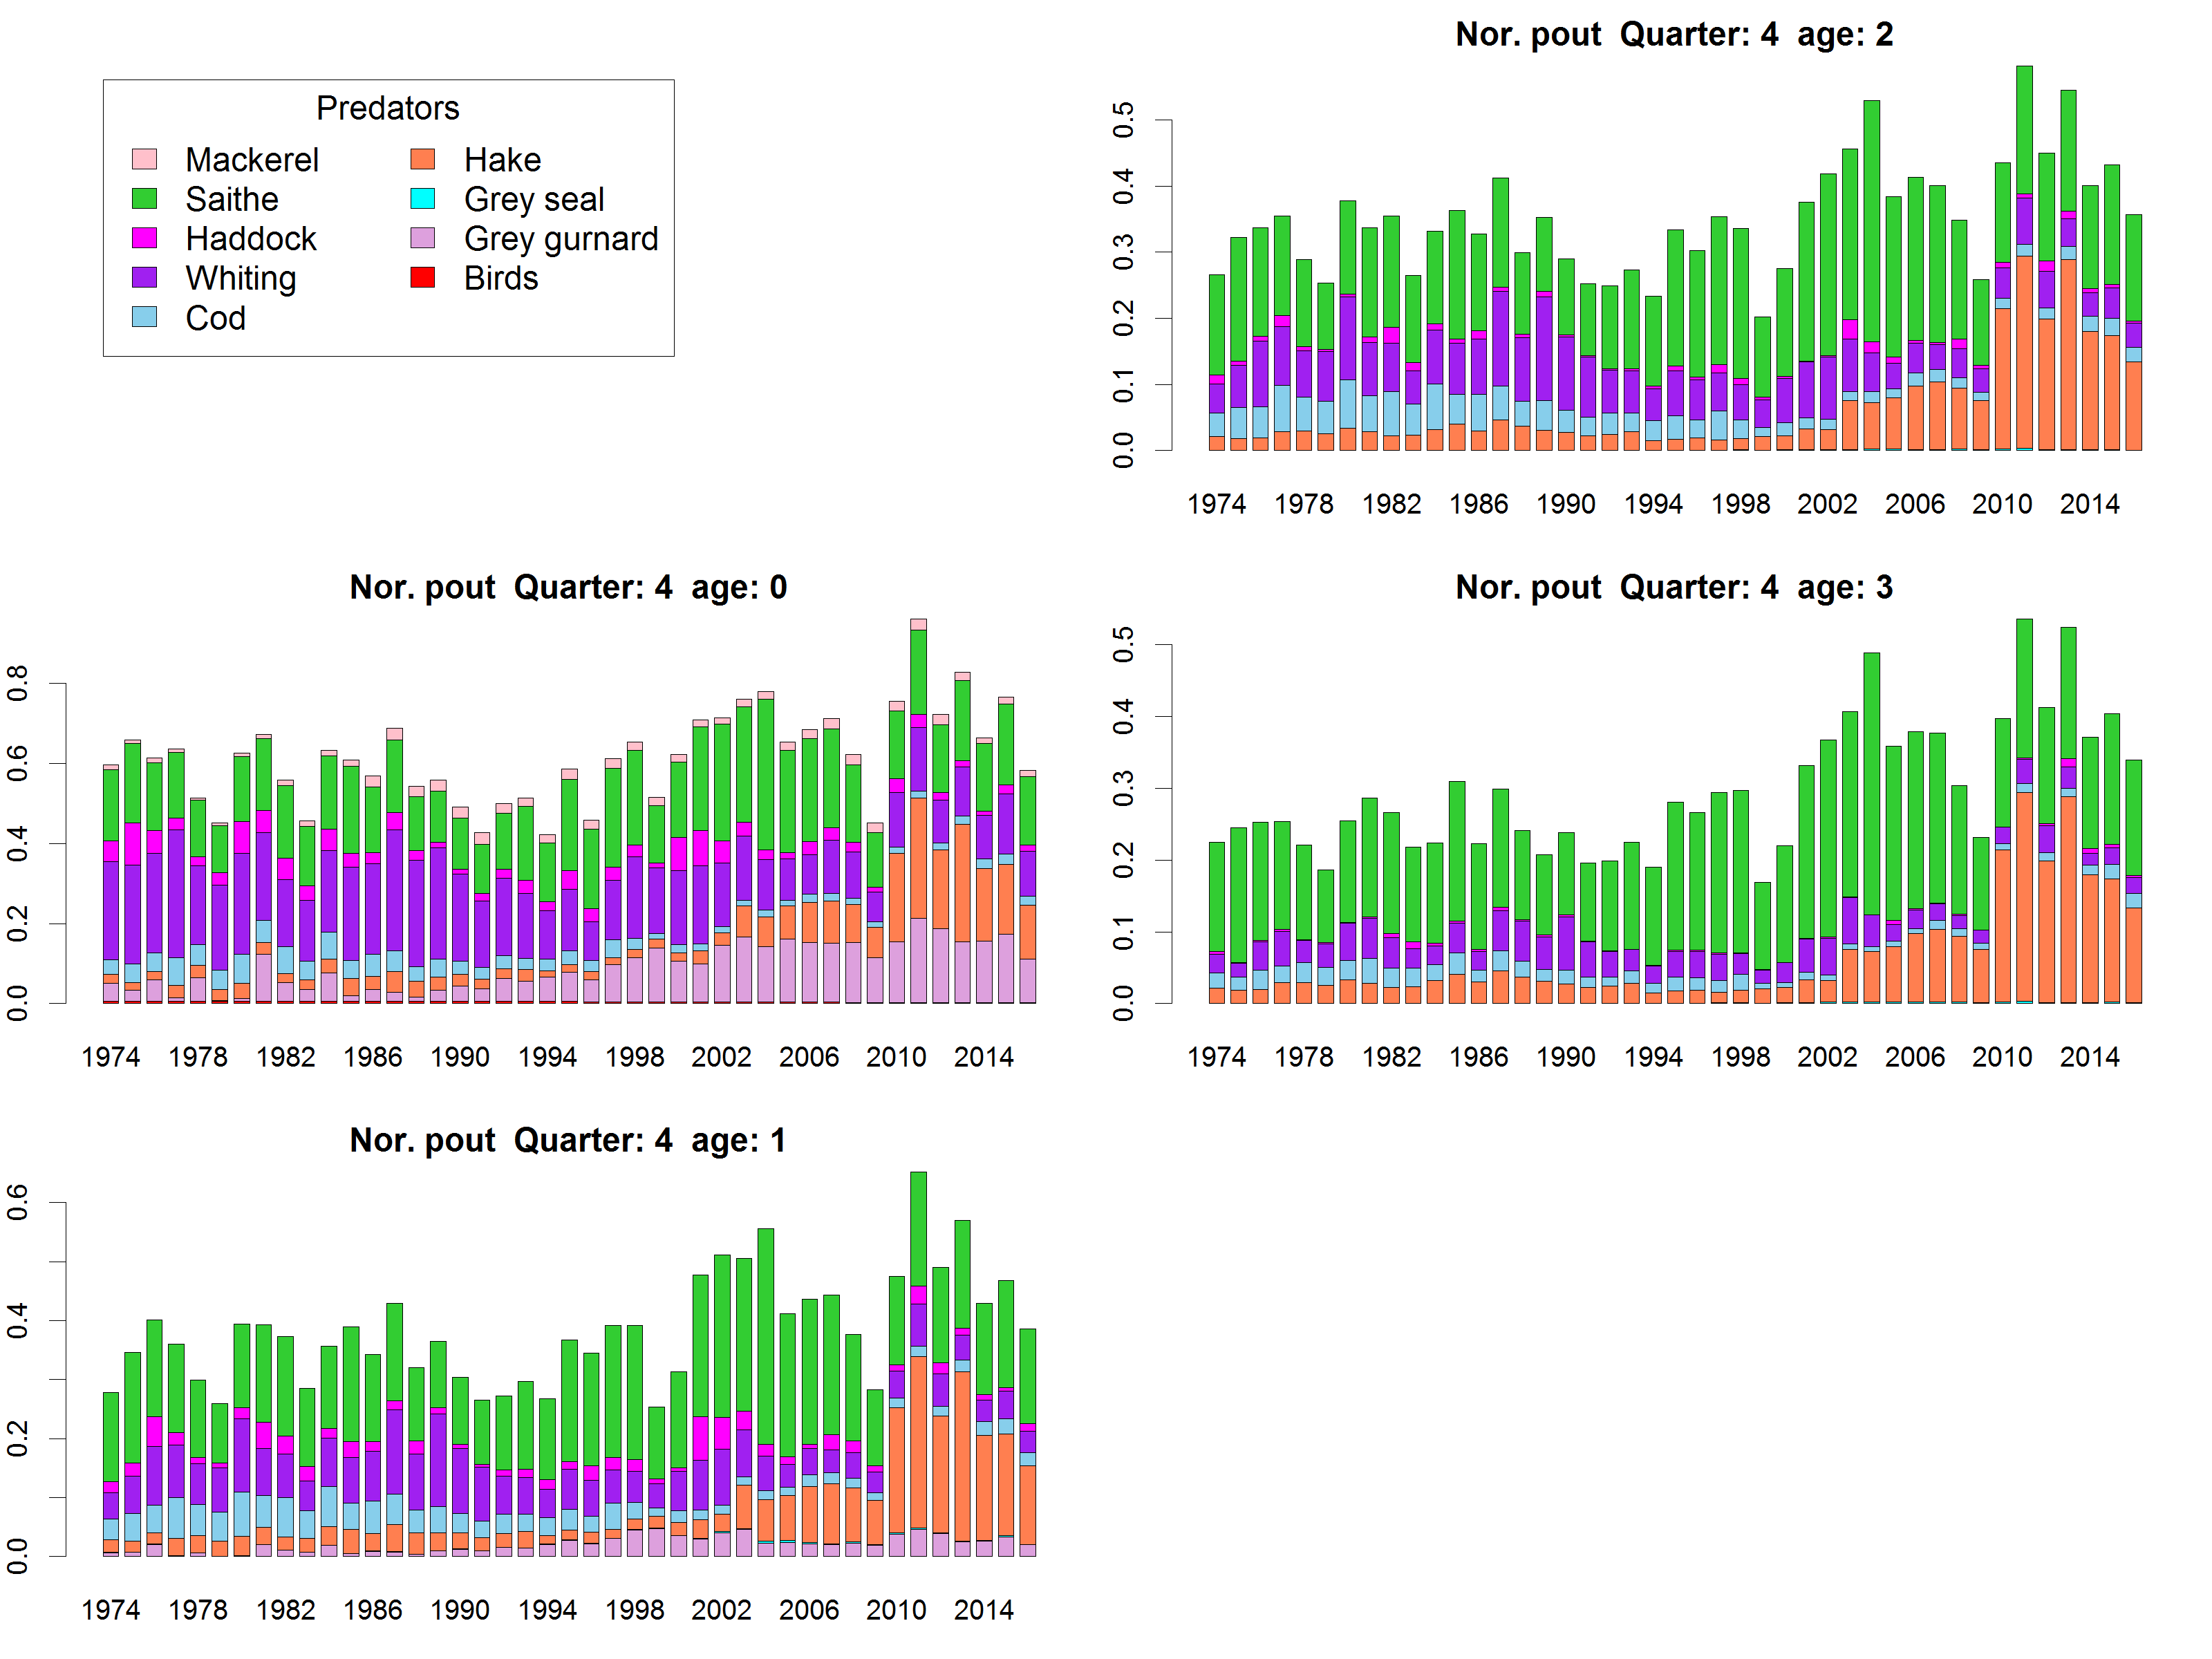 Predators
Mackerel
Saithe
Haddock
Whiting
Cod
Hake
Grey seal
Grey gurnard
Birds
Nor. pout Quarter: 4 age: 2
0.5
0.4
0.3
0.2
0.1
0.0
1974 1978 1982 1986 1990 1994 1998 2002 2006 2010 2014
Nor. pout Quarter: 4 age: 0
0.8
0.6
0.4
0.2
0.0
1974 1978 1982 1986 1990 1994 1998 2002 2006 2010 2014
Nor. pout Quarter: 4 age: 3
0.5
0.4
0.3
0.2
0.1
0.0
1974 1978 1982 1986 1990 1994 1998 2002 2006 2010 2014
Nor. pout Quarter: 4 age: 1
0.6
0.4
0.2
0.0
1974 1978 1982 1986 1990 1994 1998 2002 2006 2010 2014